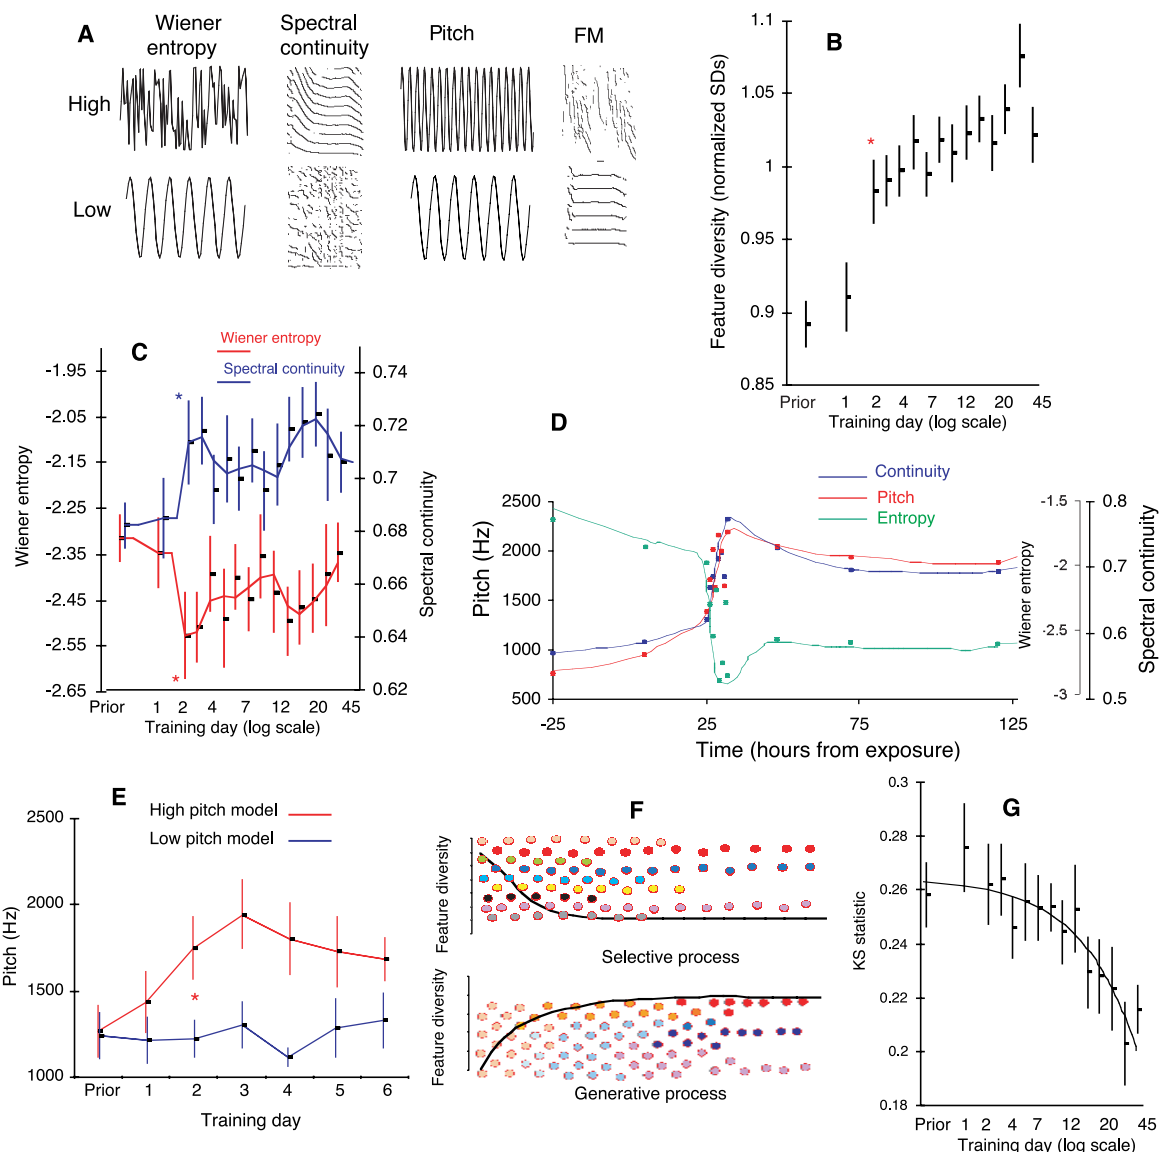 A
Wiener
entropy
Spectral
continuity
Pitch
FM
High
Low
B
Feature diversity (normalized SDs)
1.1
1.05
1
0.95
0.9
0.85
*
Prior 1 2 4 7 12 20 45
Training day (log scale)
C
Wiener entropy
Spectral continuity
Wiener entropy
-1.95
-2.05
-2.15
-2.25
-2.35
-2.45
-2.55
-2.65
*
*
0.74
0.72
0.7
0.68
0.66
0.64
0.62
Spectral continuity
Prior 1 2 4 7 12 20 45
Training day (log scale)
D
Continuity
Pitch
Entropy
Pitch (Hz)
2500
2000
1500
1000
500
-1.5
-2
-2.5
-3
Wiener entropy
0.8
0.7
0.6
0.5
Spectral continuity
-25 25 75 125
Time (hours from exposure)
E
High pitch model
Low pitch model
Pitch (Hz)
2500
2000
1500
1000
*
Prior 1 2 3 4 5 6
Training day
F
Feature diversity
Selective process
Feature diversity
Generative process
G
KS statistic
0.3
0.28
0.26
0.24
0.22
0.2
0.18
Prior 1 2 4 7 12 20 45
Training day (log scale)